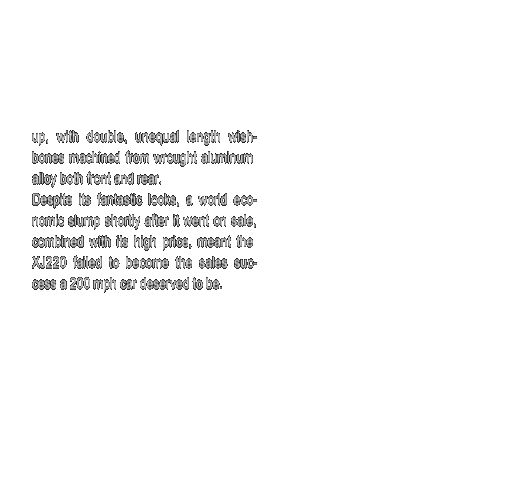 up, with double, unequal length wish-
bones machined from wrought aluminum
alloy both front and rear.
Despite its fantastic looks, a world eco-
nomic slump shortly after it went on sale,
combined with its high price, meant the
XJ220 failed to become the sales suc-
cess a 200 mph car deserved to be.